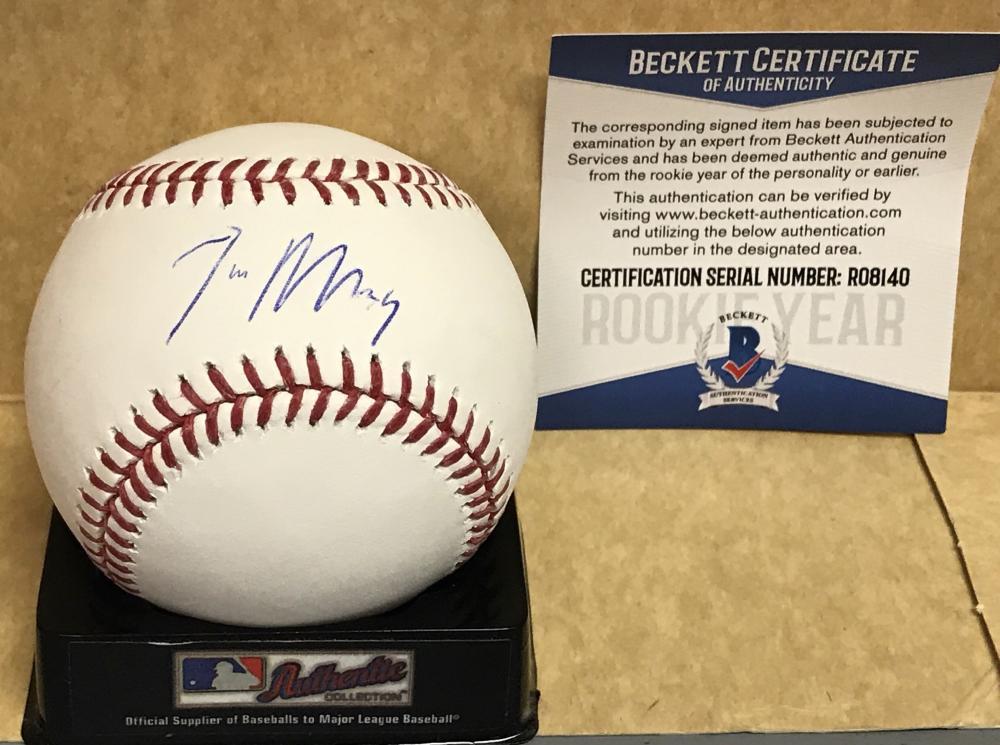 BECKETT CERTIFICATE
OF AUTHENTICITY
The corresponding signed item has been subjected to
examination by an expert from Beckett Authentication
Services and has been deemed authentic and genuine
from the rookie year of the personality or earlier.
This authentication can be verified by
visiting www.beckett-authentication.com
and utilizing the below authentication
number in the designated area.
CERTIFICATION SERIAL NUMBER: R08140
ROOKIE YEAR
BECKETT
B
AUTHENTICATION
SERVICES
Authentic
COLLECTION™
Official Supplier of Baseballs to Major League Baseball®